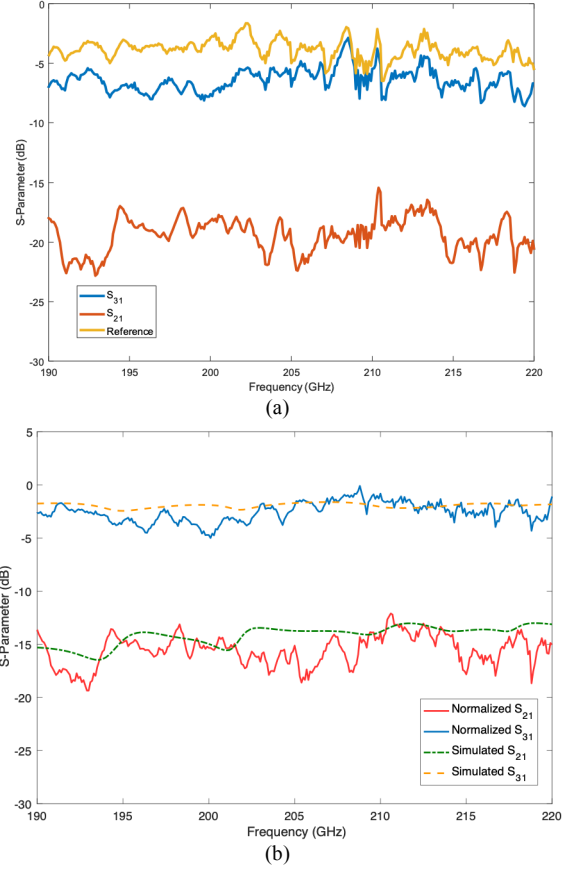 0
-5
-10
-15
-20
-25
-30
S-Parameter (dB)
S31
S21
Reference
190 195 200 205 210 215 220
Frequency (GHz)
(a)
5
0
-5
-10
-15
-20
-25
-30
S-Parameter (dB)
Normalized S21
Normalized S31
Simulated S21
Simulated S31
190 195 200 205 210 215 220
Frequency (GHz)
(b)